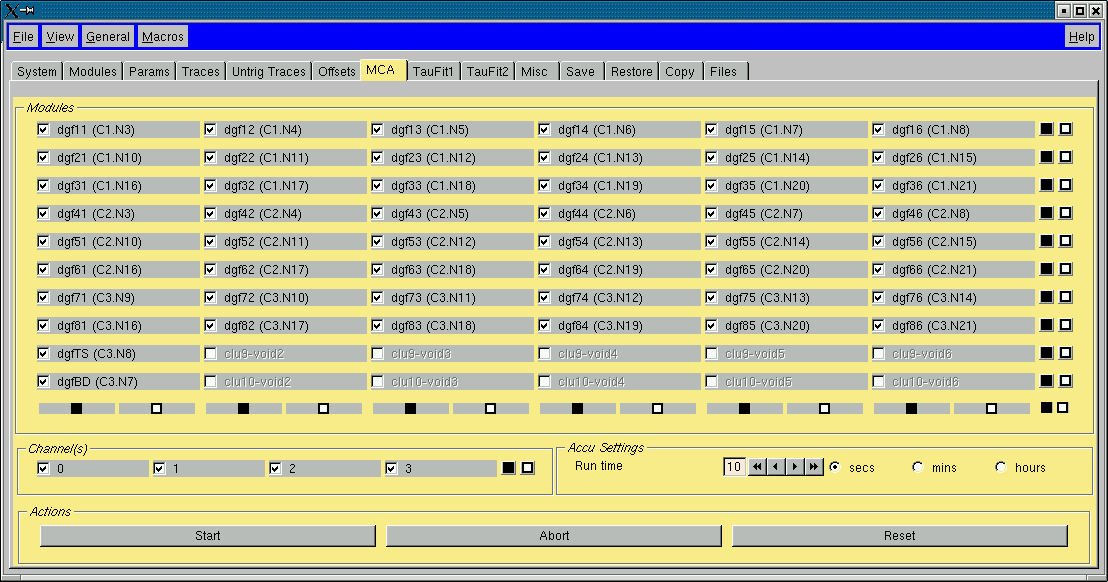 File View General Macros Help
System Modules Params Traces Untrig Traces Offsets MCA TauFit1 TauFit2 Misc Save Restore Copy Files
Modules
dgf11 (C1.N3) dgf12 (C1.N4) dgf13 (C1.N5) dgf14 (C1.N6) dgf15 (C1.N7) dgf16 (C1.N8)
dgf21 (C1.N10) dgf22 (C1.N11) dgf23 (C1.N12) dgf24 (C1.N13) dgf25 (C1.N14) dgf26 (C1.N15)
dgf31 (C1.N16) dgf32 (C1.N17) dgf33 (C1.N18) dgf34 (C1.N19) dgf35 (C1.N20) dgf36 (C1.N21)
dgf41 (C2.N3) dgf42 (C2.N4) dgf43 (C2.N5) dgf44 (C2.N6) dgf45 (C2.N7) dgf46 (C2.N8)
dgf51 (C2.N10) dgf52 (C2.N11) dgf53 (C2.N12) dgf54 (C2.N13) dgf55 (C2.N14) dgf56 (C2.N15)
dgf61 (C2.N16) dgf62 (C2.N17) dgf63 (C2.N18) dgf64 (C2.N19) dgf65 (C2.N20) dgf66 (C2.N21)
dgf71 (C3.N9) dgf72 (C3.N10) dgf73 (C3.N11) dgf74 (C3.N12) dgf75 (C3.N13) dgf76 (C3.N14)
dgf81 (C3.N16) dgf82 (C3.N17) dgf83 (C3.N18) dgf84 (C3.N19) dgf85 (C3.N20) dgf86 (C3.N21)
dgfTS (C3.N8) clu9-void2 clu9-void3 clu9-void4 clu9-void5 clu9-void6
dgfBD (C3.N7) clu10-void2 clu10-void3 clu10-void4 clu10-void5 clu10-void6
Channel(s)
0 1 2 3
Accu Settings
Run time 10 secs mins hours
Actions
Start Abort Reset